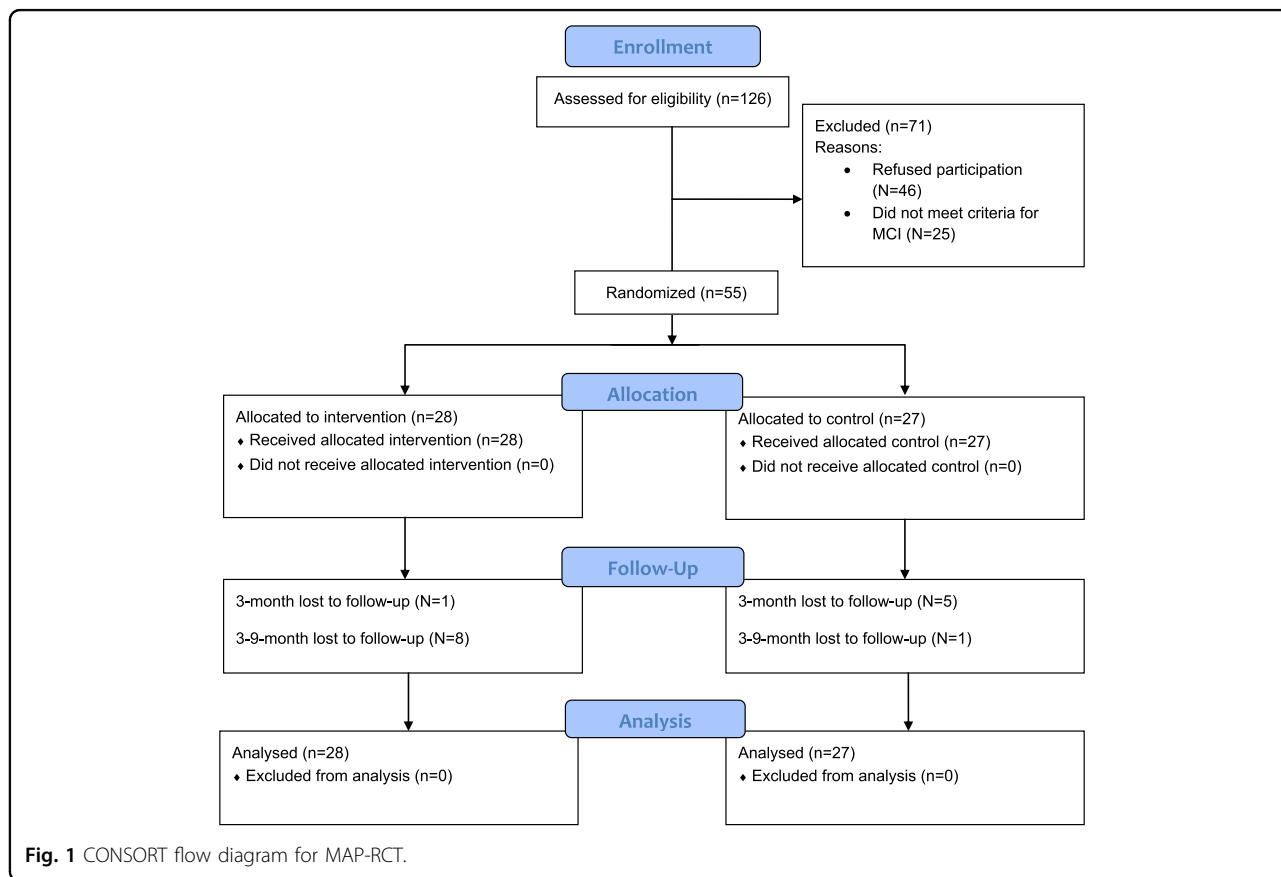 Enrollment
Assessed for eligibility (n=126)
Excluded (n=71)
Reasons:
• Refused participation
(N=46)
• Did not meet criteria for
MCI (N=25)
Randomized (n=55)
Allocation
Allocated to intervention (n=28)
♦ Received allocated intervention (n=28)
♦ Did not receive allocated intervention (n=0)
Allocated to control (n=27)
♦ Received allocated control (n=27)
♦ Did not receive allocated control (n=0)
Follow-Up
3-month lost to follow-up (N=1)
3-9-month lost to follow-up (N=8)
3-month lost to follow-up (N=5)
3-9-month lost to follow-up (N=1)
Analysis
Analysed (n=28)
♦ Excluded from analysis (n=0)
Analysed (n=27)
♦ Excluded from analysis (n=0)
Fig. 1 CONSORT flow diagram for MAP-RCT.